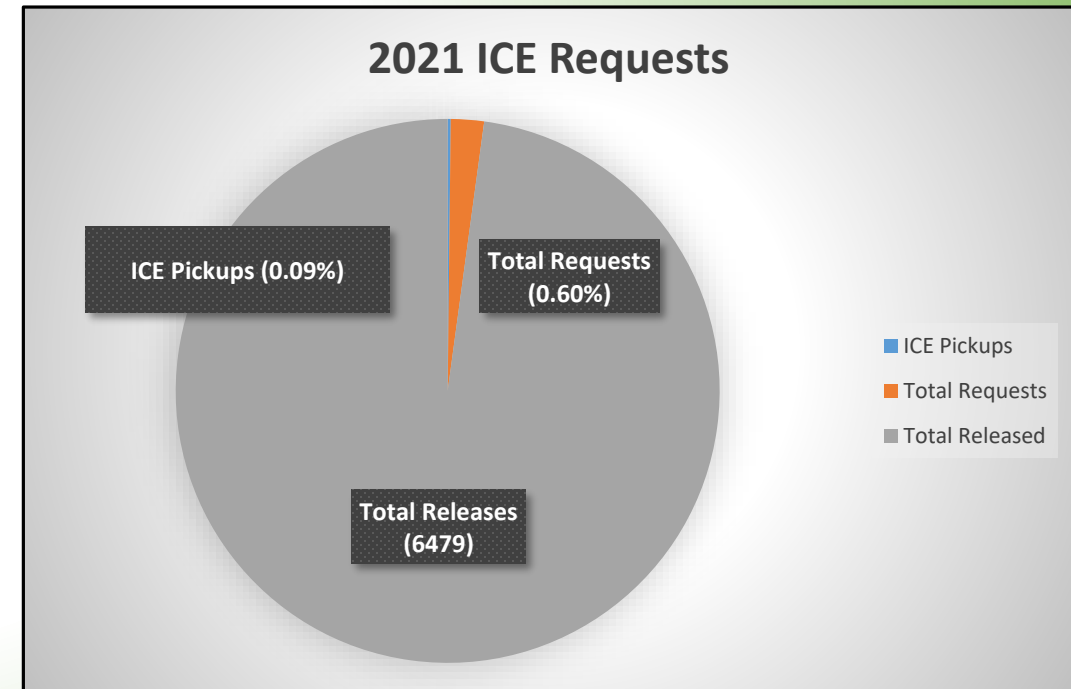 2021 ICE Requests
ICE Pickups (0.09%)
Total Requests
(0.60%)
Total Releases
(6479)
ICE Pickups
Total Requests
Total Released